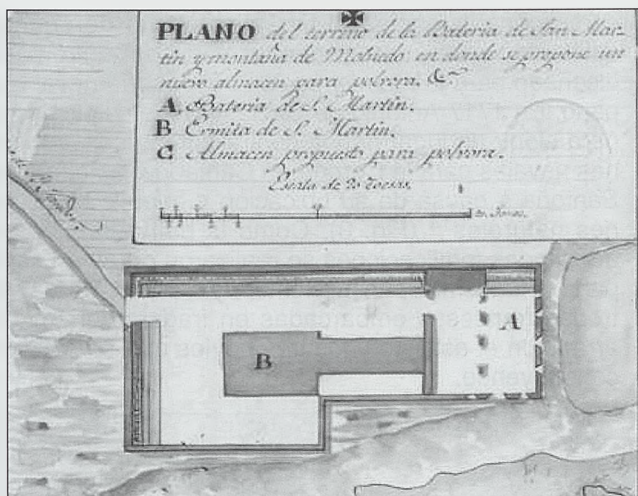 PLANO del terreno de la Bateria de San Mar-
tin y montaña de Molnedo en donde se propone un
nuevo almacen para polvora. &ª
A, Bateria de S. Martin.
B Ermita de S. Martin.
C Almacen propuesto para polvora.
Escala de 20 Toesas.
20 Toesas.
A
B